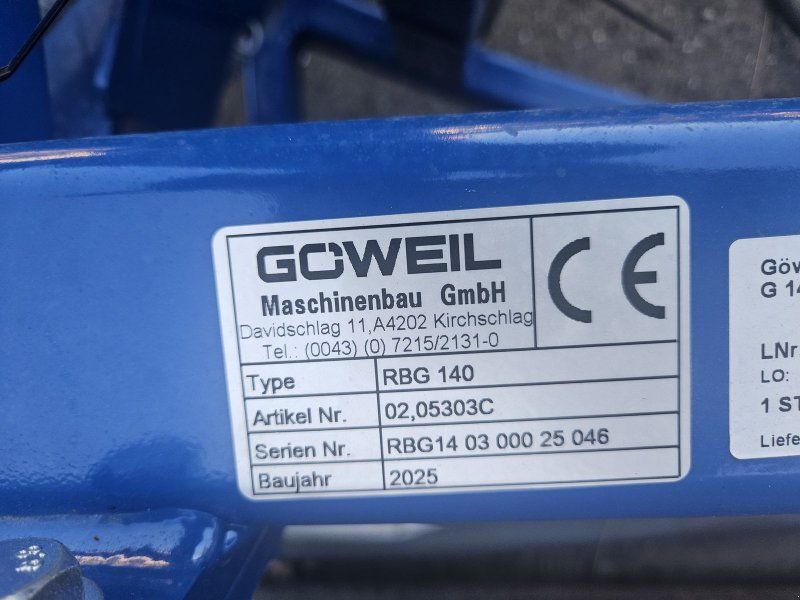 GÖWEIL
Maschinenbau GmbH
Davidschlag 11,A4202 Kirchschlag
Tel.: (0043) (0) 7215/2131-0
CE
Type RBG 140
Artikel Nr. 02,05303C
Serien Nr. RBG14 03 000 25 046
Baujahr 2025
Göw
G 14
LNr
LO:
1 ST
Liefe